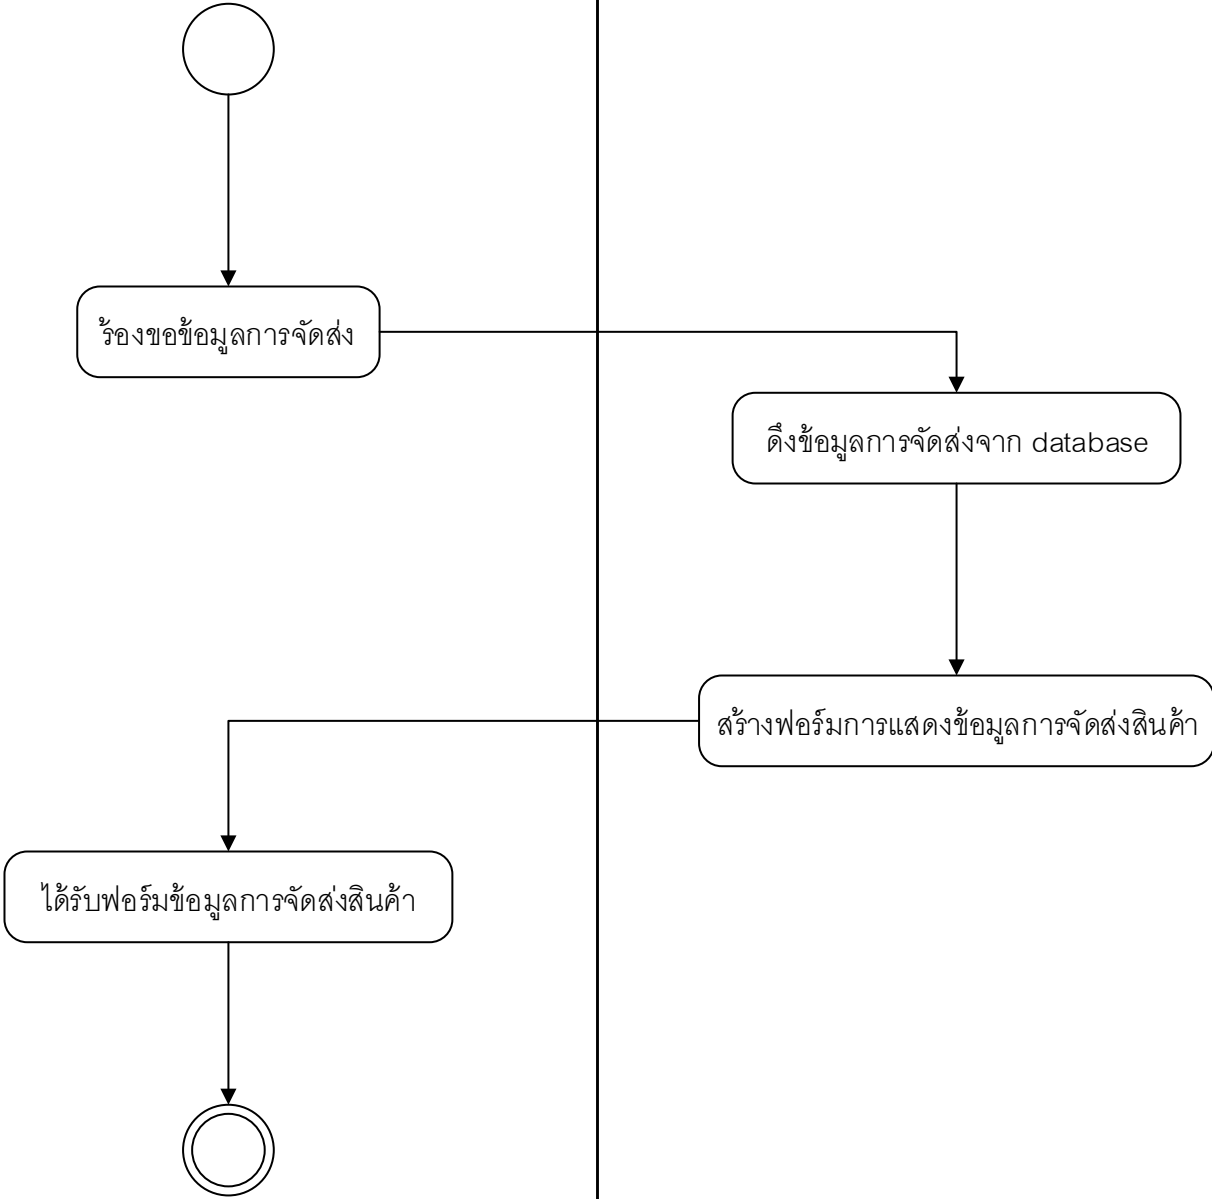 ร้องขอข้อมูลการจัดส่ง
ดึงข้อมูลการจัดส่งจาก database
สร้างฟอร์มการแสดงข้อมูลการจัดส่งสินค้า
ได้รับฟอร์มข้อมูลการจัดส่งสินค้า